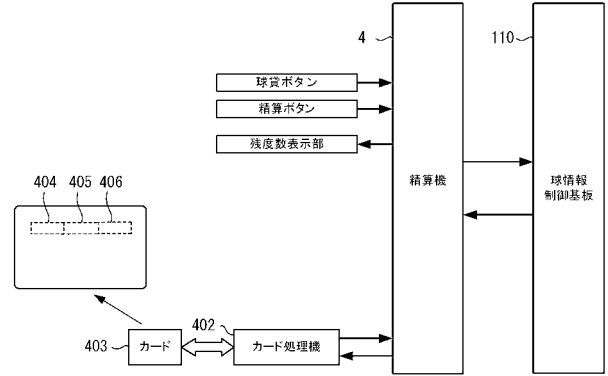 4
110
球貸ボタン
精算ボタン
残度数表示部
精算機
球情報
制御基板
404 405 406
402
403
カード
カード処理機